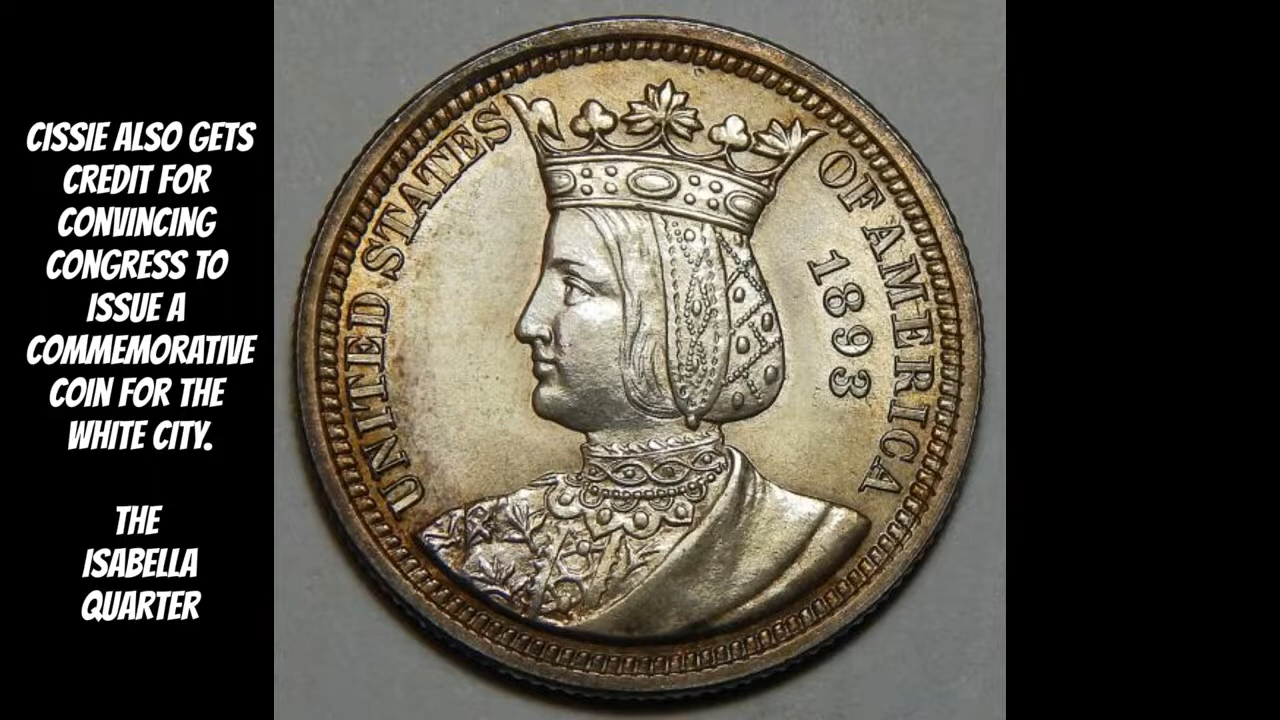 CISSIE ALSO GETS
CREDIT FOR
CONVINCING
CONGRESS TO
ISSUE A
COMMEMORATIVE
COIN FOR THE
WHITE CITY.
THE
ISABELLA
QUARTER
UNITED STATES OF AMERICA
1893